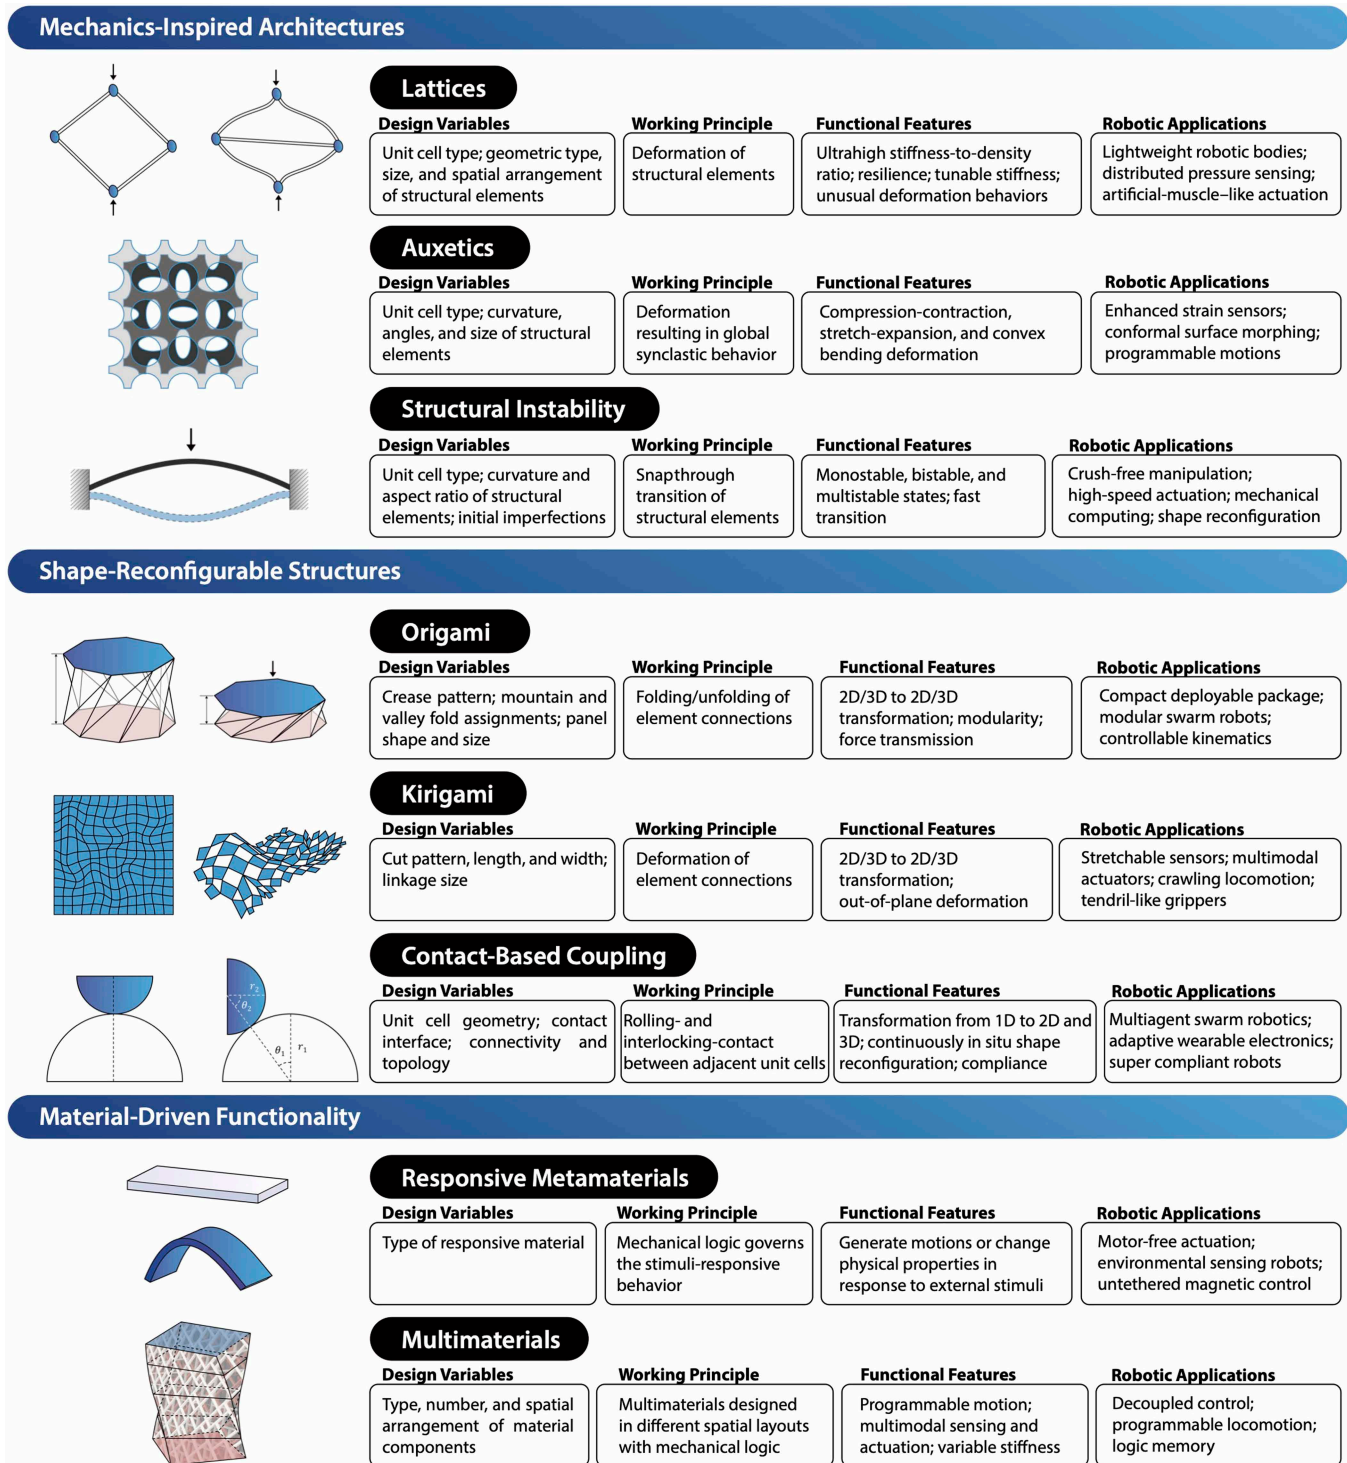 Mechanics-Inspired Architectures
Lattices
Design Variables
Unit cell type; geometric type,
size, and spatial arrangement
of structural elements
Working Principle
Deformation of
structural elements
Functional Features
Ultrahigh stiffness-to-density
ratio; resilience; tunable stiffness;
unusual deformation behaviors
Robotic Applications
Lightweight robotic bodies;
distributed pressure sensing;
artificial-muscle–like actuation
Auxetics
Design Variables
Unit cell type; curvature,
angles, and size of structural
elements
Working Principle
Deformation
resulting in global
synclastic behavior
Functional Features
Compression-contraction,
stretch-expansion, and convex
bending deformation
Robotic Applications
Enhanced strain sensors;
conformal surface morphing;
programmable motions
Structural Instability
Design Variables
Unit cell type; curvature and
aspect ratio of structural
elements; initial imperfections
Working Principle
Snapthrough
transition of
structural elements
Functional Features
Monostable, bistable, and
multistable states; fast
transition
Robotic Applications
Crush-free manipulation;
high-speed actuation; mechanical
computing; shape reconfiguration
Shape-Reconfigurable Structures
Origami
Design Variables
Crease pattern; mountain and
valley fold assignments; panel
shape and size
Working Principle
Folding/unfolding of
element connections
Functional Features
2D/3D to 2D/3D
transformation; modularity;
force transmission
Robotic Applications
Compact deployable package;
modular swarm robots;
controllable kinematics
Kirigami
Design Variables
Cut pattern, length, and width;
linkage size
Working Principle
Deformation of
element connections
Functional Features
2D/3D to 2D/3D
transformation;
out-of-plane deformation
Robotic Applications
Stretchable sensors; multimodal
actuators; crawling locomotion;
tendril-like grippers
Contact-Based Coupling
r2
θ2
θ1
r1
Design Variables
Unit cell geometry; contact
interface; connectivity and
topology
Working Principle
Rolling- and
interlocking-contact
between adjacent unit cells
Functional Features
Transformation from 1D to 2D and
3D; continuously in situ shape
reconfiguration; compliance
Robotic Applications
Multiagent swarm robotics;
adaptive wearable electronics;
super compliant robots
Material-Driven Functionality
Responsive Metamaterials
Design Variables
Type of responsive material
Working Principle
Mechanical logic governs
the stimuli-responsive
behavior
Functional Features
Generate motions or change
physical properties in
response to external stimuli
Robotic Applications
Motor-free actuation;
environmental sensing robots;
untethered magnetic control
Multimaterials
Design Variables
Type, number, and spatial
arrangement of material
components
Working Principle
Multimaterials designed
in different spatial layouts
with mechanical logic
Functional Features
Programmable motion;
multimodal sensing and
actuation; variable stiffness
Robotic Applications
Decoupled control;
programmable locomotion;
logic memory